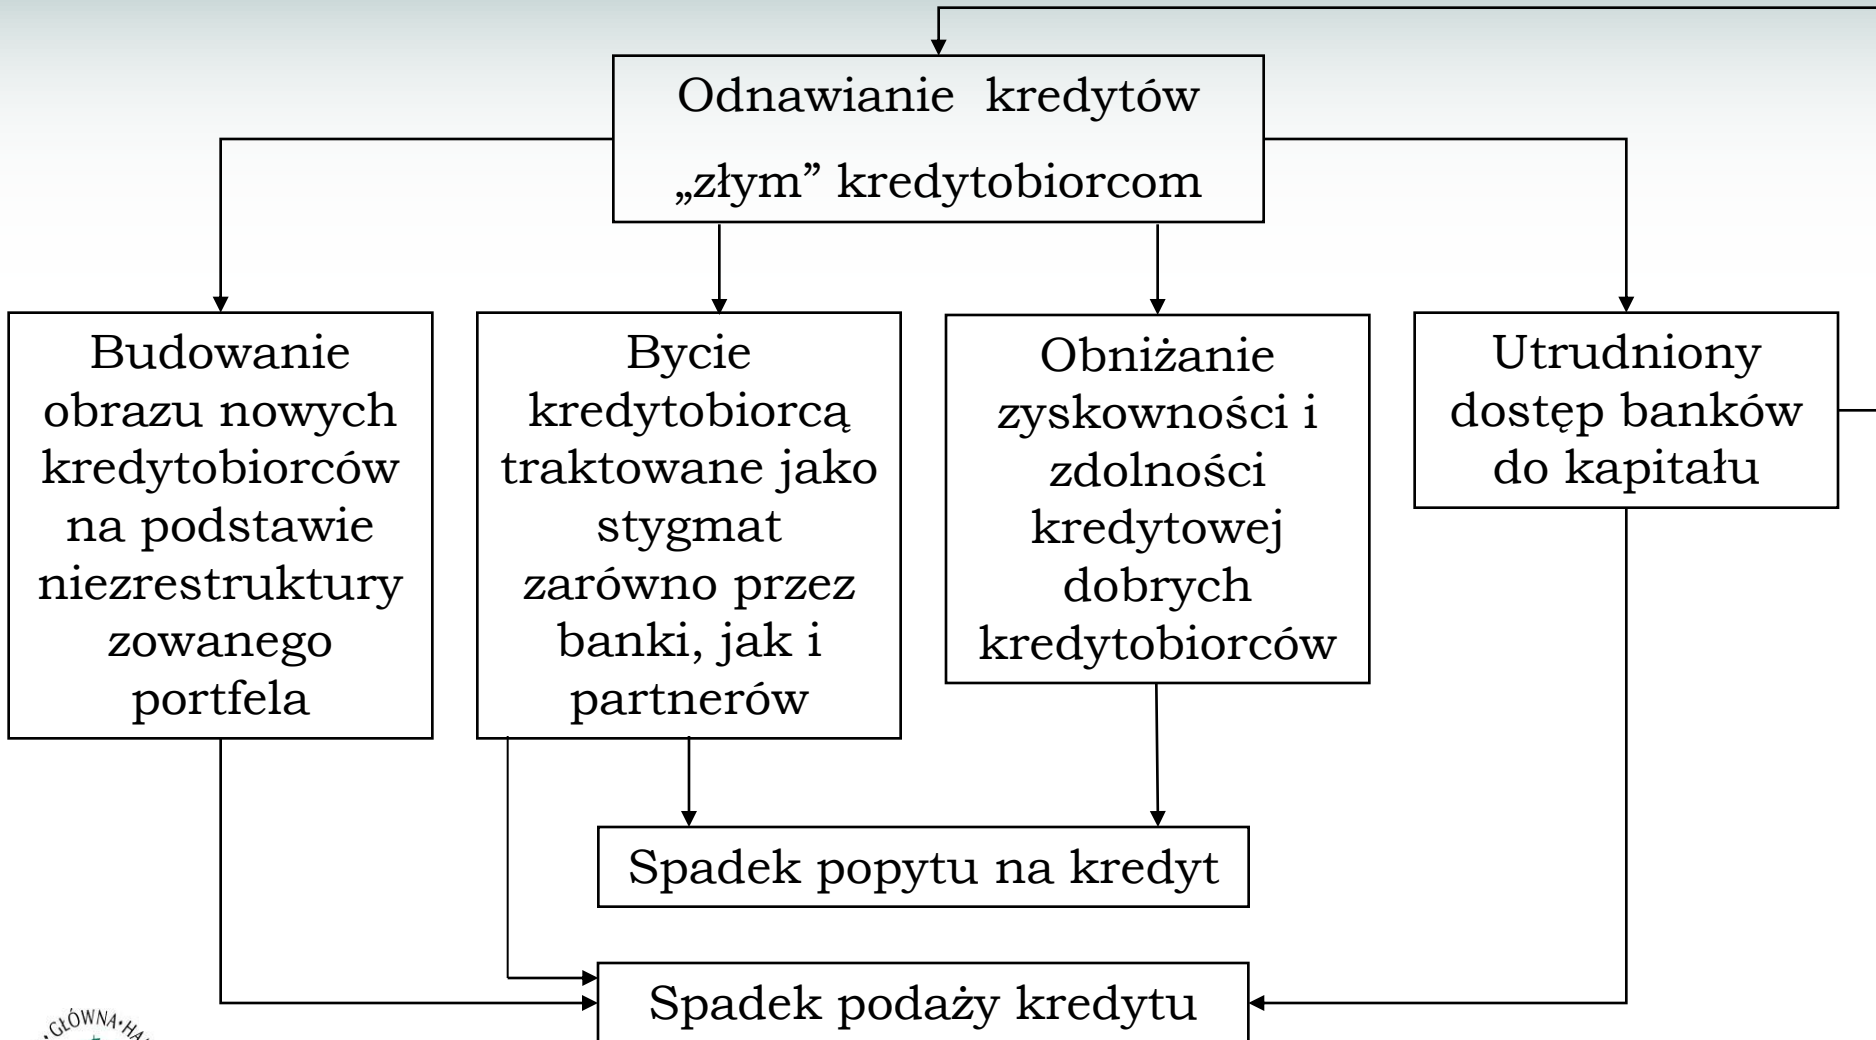 Odnawianie kredytów
„złym” kredytobiorcom
Budowanie
obrazu nowych
kredytobiorców
na podstawie
niezrestruktury
zowanego
portfela
Bycie
kredytobiorcą
traktowane jako
stygmat
zarówno przez
banki, jak i
partnerów
Obniżanie
zyskowności i
zdolności
kredytowej
dobrych
kredytobiorców
Utrudniony
dostęp banków
do kapitału
Spadek popytu na kredyt
Spadek podaży kredytu
GŁÓWNA